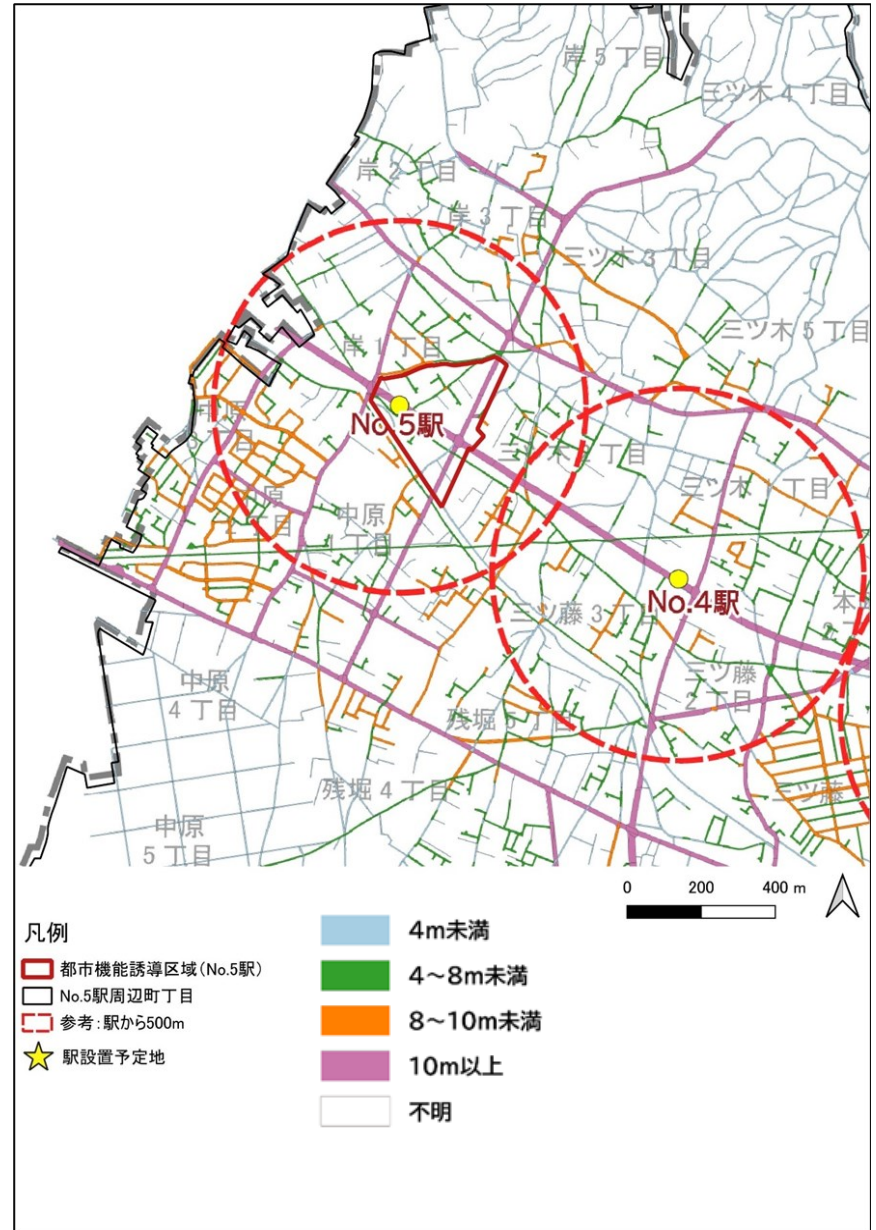 岸5丁目
三ツ木4丁目
岸2丁目
岸3丁目
三ツ木3丁目
三ツ木5丁目
岸1丁目
No.5駅
中原
3丁目
三ツ木2丁目
三ツ木1丁目
中原
2丁目
中原
1丁目
No.4駅
三ツ藤3丁目
三ツ藤
2丁目
中原
4丁目
残堀5丁目
残堀4丁目
三ツ藤
中原
5丁目
0 200 400 m
凡例
都市機能誘導区域(No.5駅)
No.5駅周辺町丁目
参考:駅から500m
駅設置予定地
4m未満
4~8m未満
8~10m未満
10m以上
不明